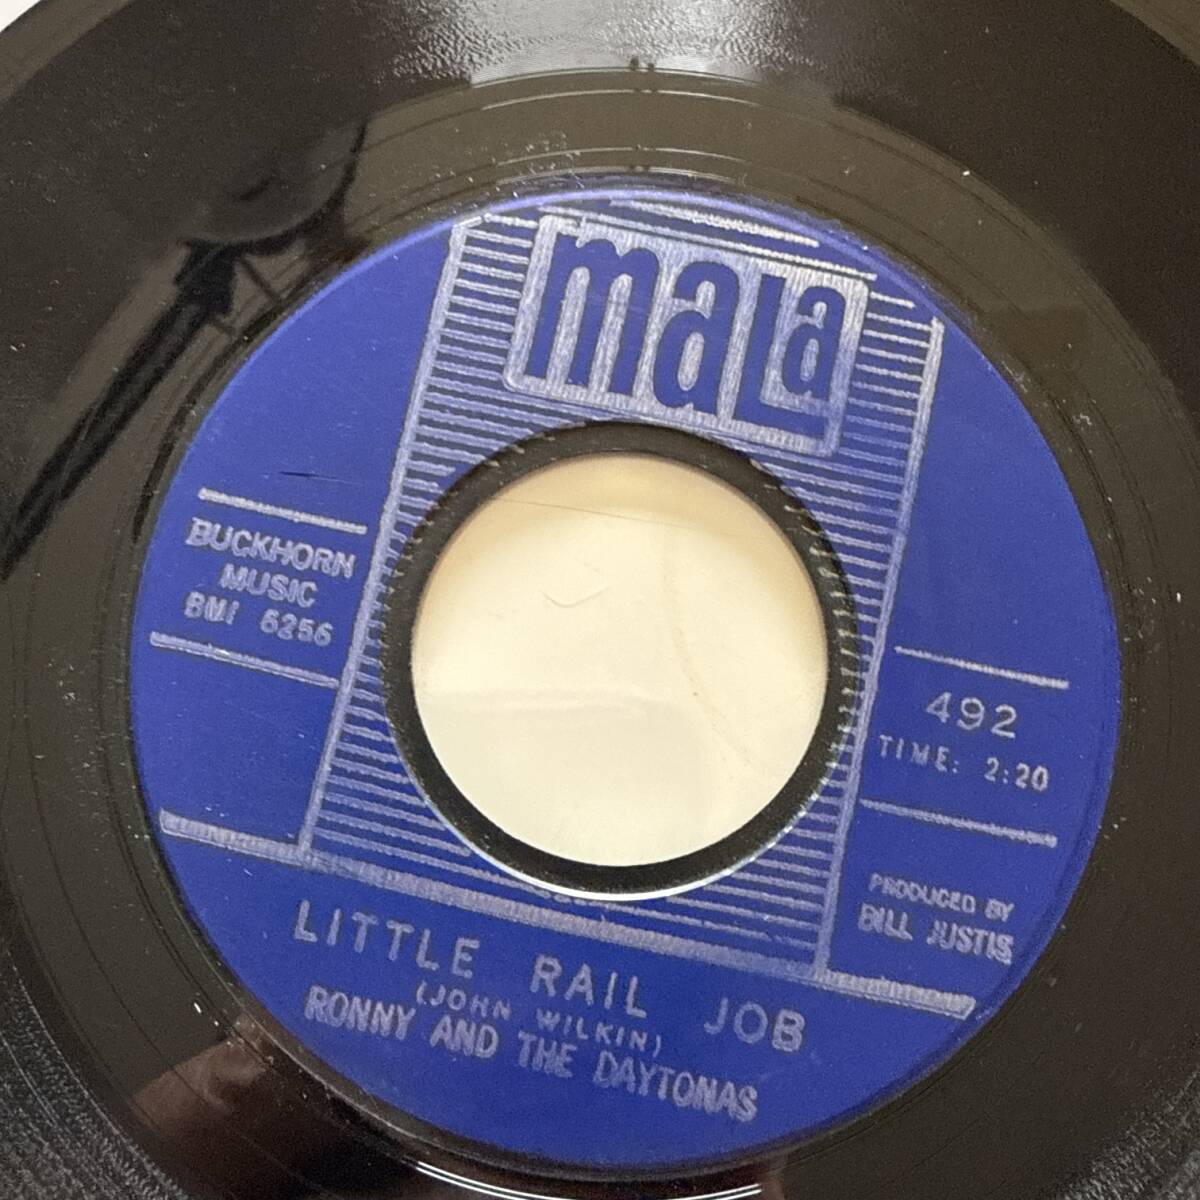 mala
BUCKHORN
MUSIC
BMI 6256
492
TIME: 2:20
PRODUCED BY
BILL JUSTIS
LITTLE RAIL JOB
(JOHN WILKIN)
RONNY AND THE DAYTONAS